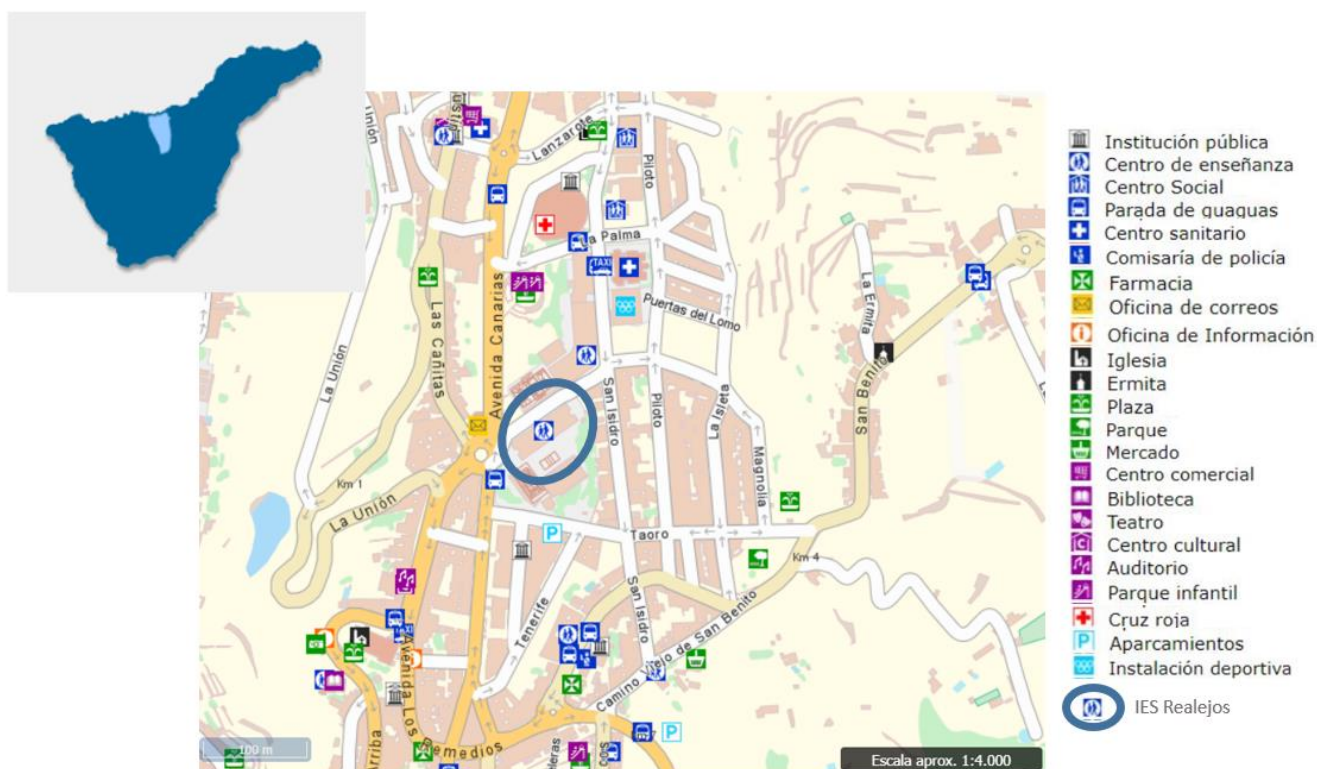 Unión
Lanzarote
Piloto
La Palma
Avenida Canarias
Las Cañitas
TAXI
Puertas del Lomo
La Ermita
La Unión
San Isidro
Piloto
La Isleta
San Benito
Magnolia
Km 1
La Unión
P
Taoro
Km 4
San Isidro
Tenerife
Camino Viejo de San Benito
TAXI
Avenida Los Remedios
P
Arriba
100 m
Escala aprox. 1:4.000
Institución pública
Centro de enseñanza
Centro Social
Parada de guaguas
Centro sanitario
Comisaría de policía
Farmacia
Oficina de correos
Oficina de Información
Iglesia
Ermita
Plaza
Parque
Mercado
Centro comercial
Biblioteca
Teatro
Centro cultural
Auditorio
Parque infantil
Cruz roja
P Aparcamientos
Instalación deportiva
IES Realejos